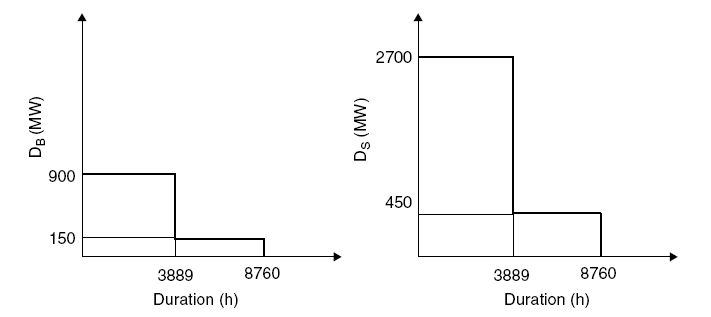 D_B (MW)
900
150
3889
8760
Duration (h)
D_S (MW)
2700
450
3889
8760
Duration (h)